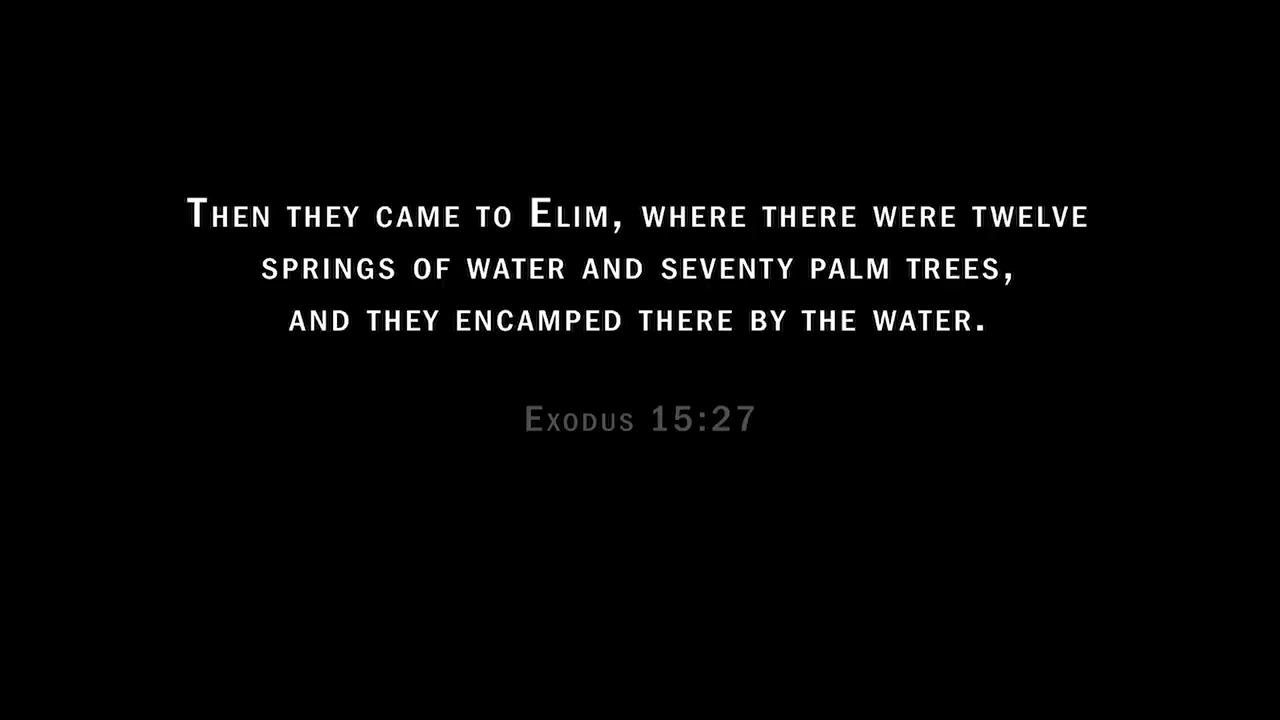 Then they came to Elim, where there were twelve
springs of water and seventy palm trees,
and they encamped there by the water.
Exodus 15:27